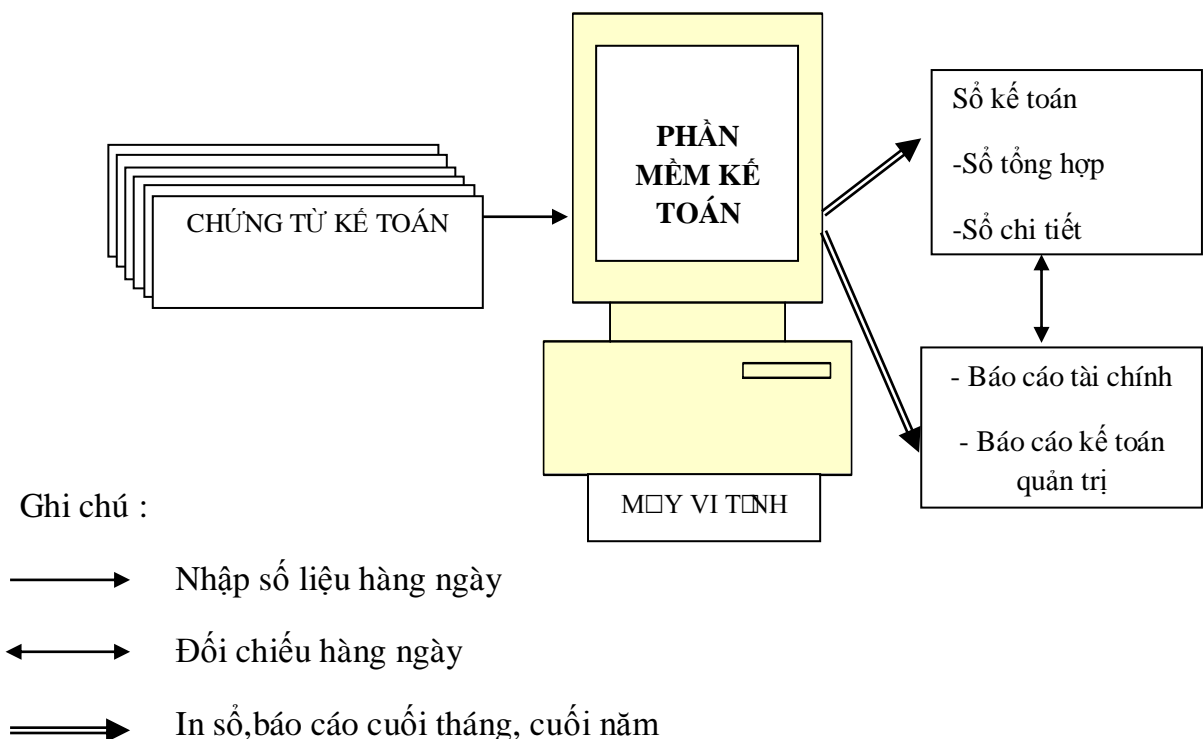 CHỨNG TỪ KẾ TOÁN
PHẦN
MỀM KẾ
TOÁN
Sổ kế toán
-Sổ tổng hợp
-Sổ chi tiết
- Báo cáo tài chính
- Báo cáo kế toán
quản trị
M□Y VI T□NH
Ghi chú :
Nhập số liệu hàng ngày
Đối chiếu hàng ngày
In sổ,báo cáo cuối tháng, cuối năm